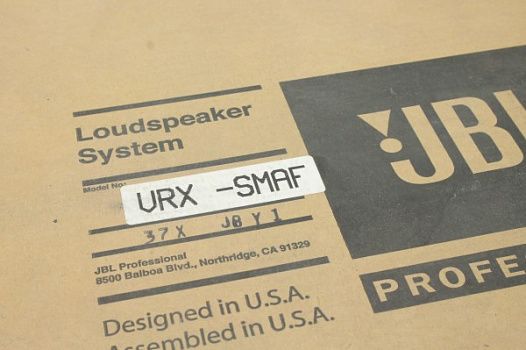 Loudspeaker
System
Model No:
VRX -SMAF
37X J8 Y 1
JBL Professional
8500 Balboa Blvd., Northridge, CA 91329
Designed in U.S.A.
Assembled in U.S.A.
JBL
PROFE